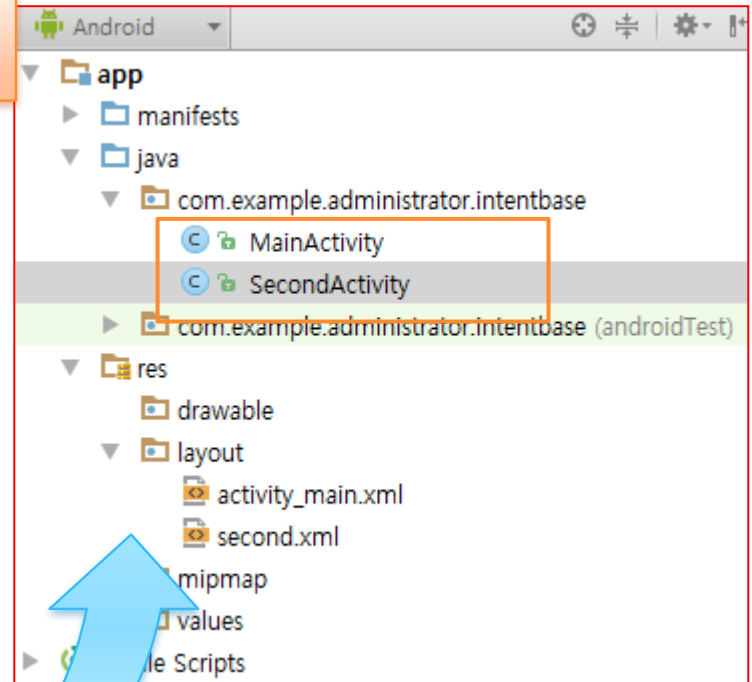 Android
app
manifests
java
com.example.administrator.intentbase
MainActivity
SecondActivity
com.example.administrator.intentbase (androidTest)
res
drawable
layout
activity_main.xml
second.xml
mipmap
values
Scripts